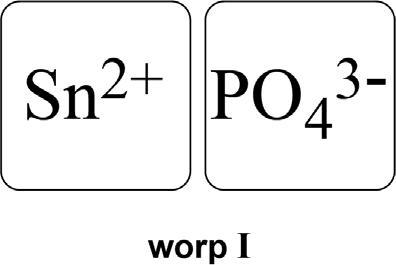 Sn²⁺ PO₄³⁻
worp I